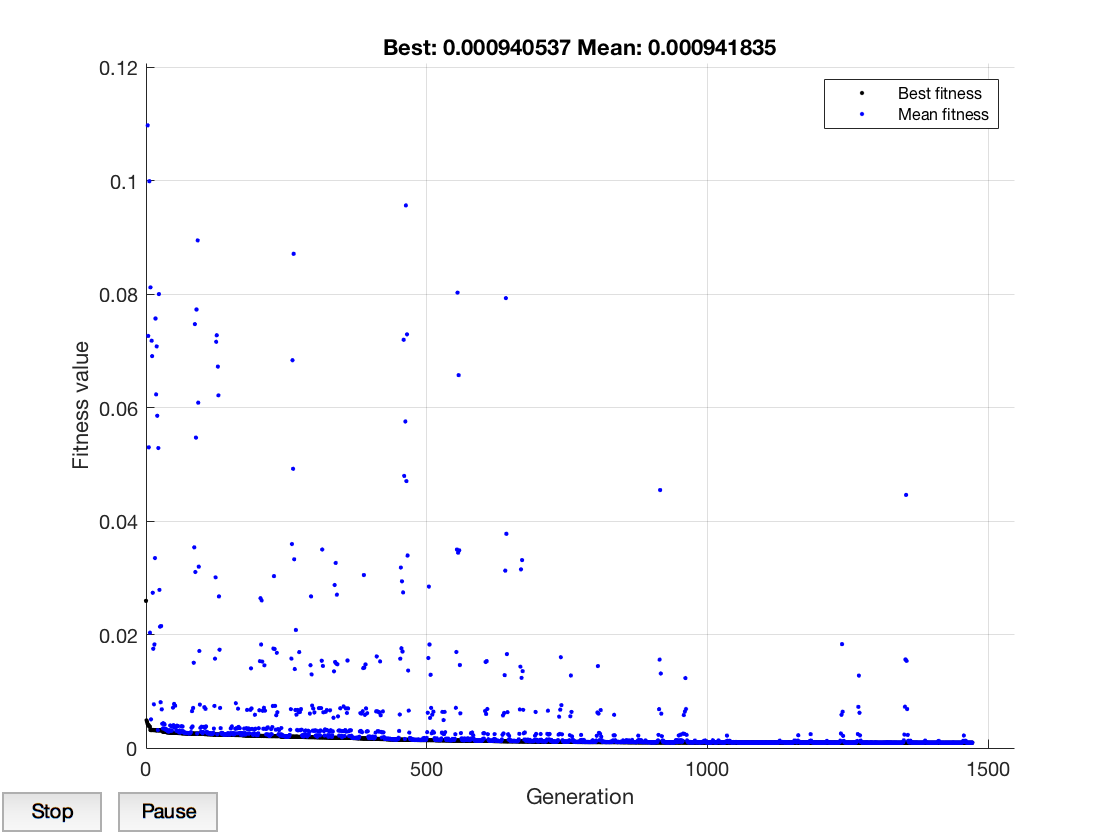 Best: 0.000940537 Mean: 0.000941835
0.12
Best fitness
Mean fitness
0.1
0.08
0.06
Fitness value
0.04
0.02
0
0 500 1000 1500
Generation
Stop Pause